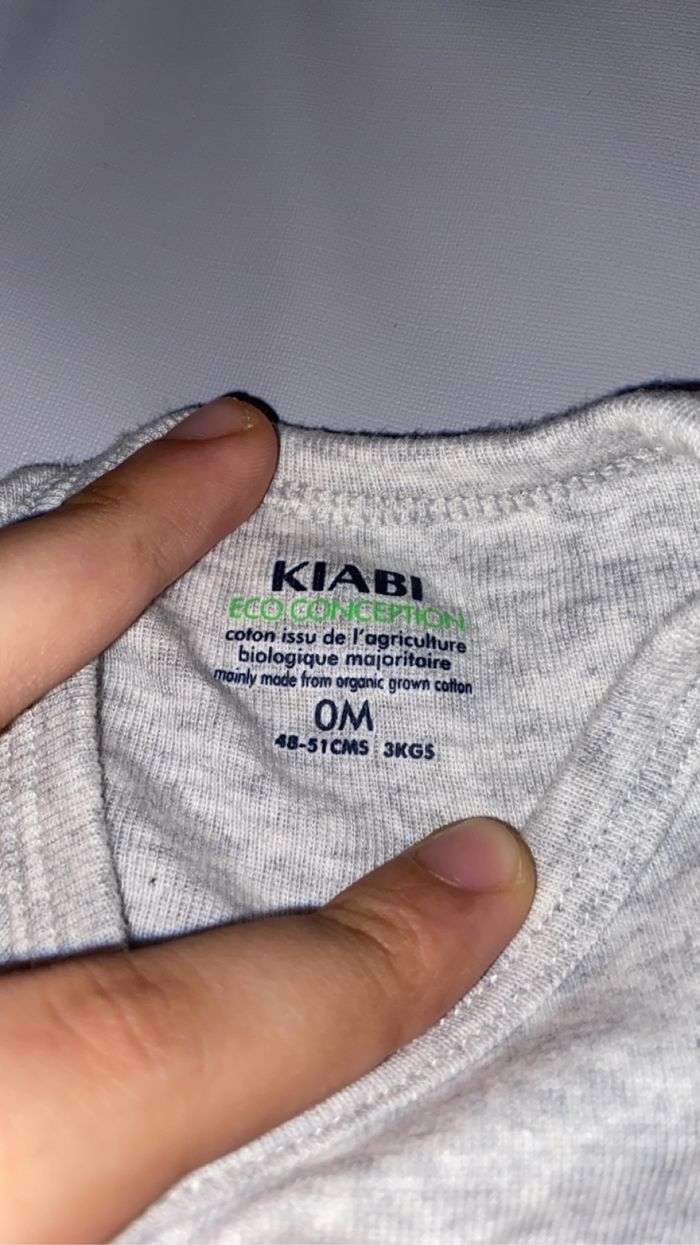 KIABI
ECO CONCEPTION
coton issu de l'agriculture
biologique majoritaire
mainly made from organic grown cotton
0M
48-51CMS 3KGS